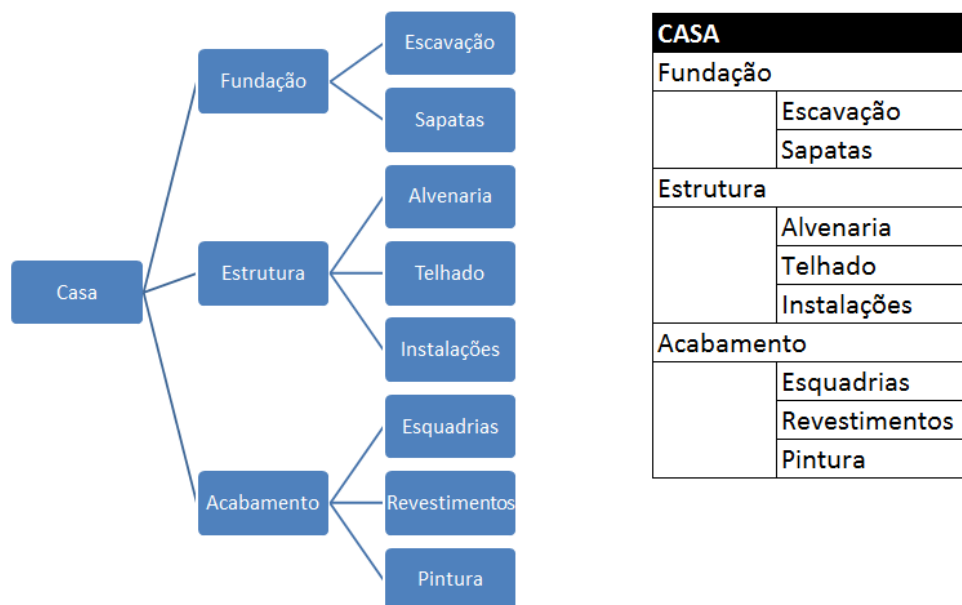 Casa
Fundação
Escavação
Sapatas
Estrutura
Alvenaria
Telhado
Instalações
Acabamento
Esquadrias
Revestimentos
Pintura
CASA
Fundação
Escavação
Sapatas
Estrutura
Alvenaria
Telhado
Instalações
Acabamento
Esquadrias
Revestimentos
Pintura